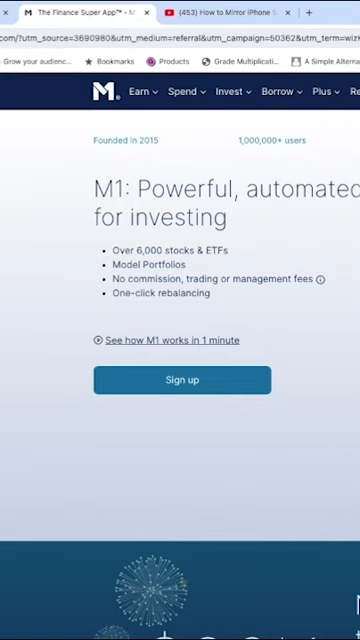 The Finance Super App™ - M
(453) How to Mirror iPhone S
com/?utm_source=3690980&utm_medium=referral&utm_campaign=50362&utm_term=wizk
Grow your audienc... Bookmarks Products Grade Multiplicati... A Simple Alterna
M1 Earn Spend Invest Borrow Plus Re
Founded in 2015 1,000,000+ users
M1: Powerful, automated
for investing
• Over 6,000 stocks & ETFs
• Model Portfolios
• No commission, trading or management fees
• One-click rebalancing
See how M1 works in 1 minute
Sign up